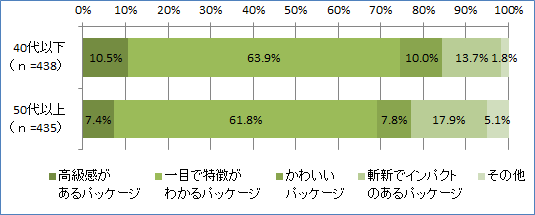 0% 10% 20% 30% 40% 50% 60% 70% 80% 90% 100%
40代以下
(n=438)
10.5% 63.9% 10.0% 13.7% 1.8%
50代以上
(n=435)
7.4% 61.8% 7.8% 17.9% 5.1%
■高級感が
あるパッケージ
■一目で特徴が
わかるパッケージ
■かわいい
パッケージ
■斬新でインパクト
のあるパッケージ
■その他